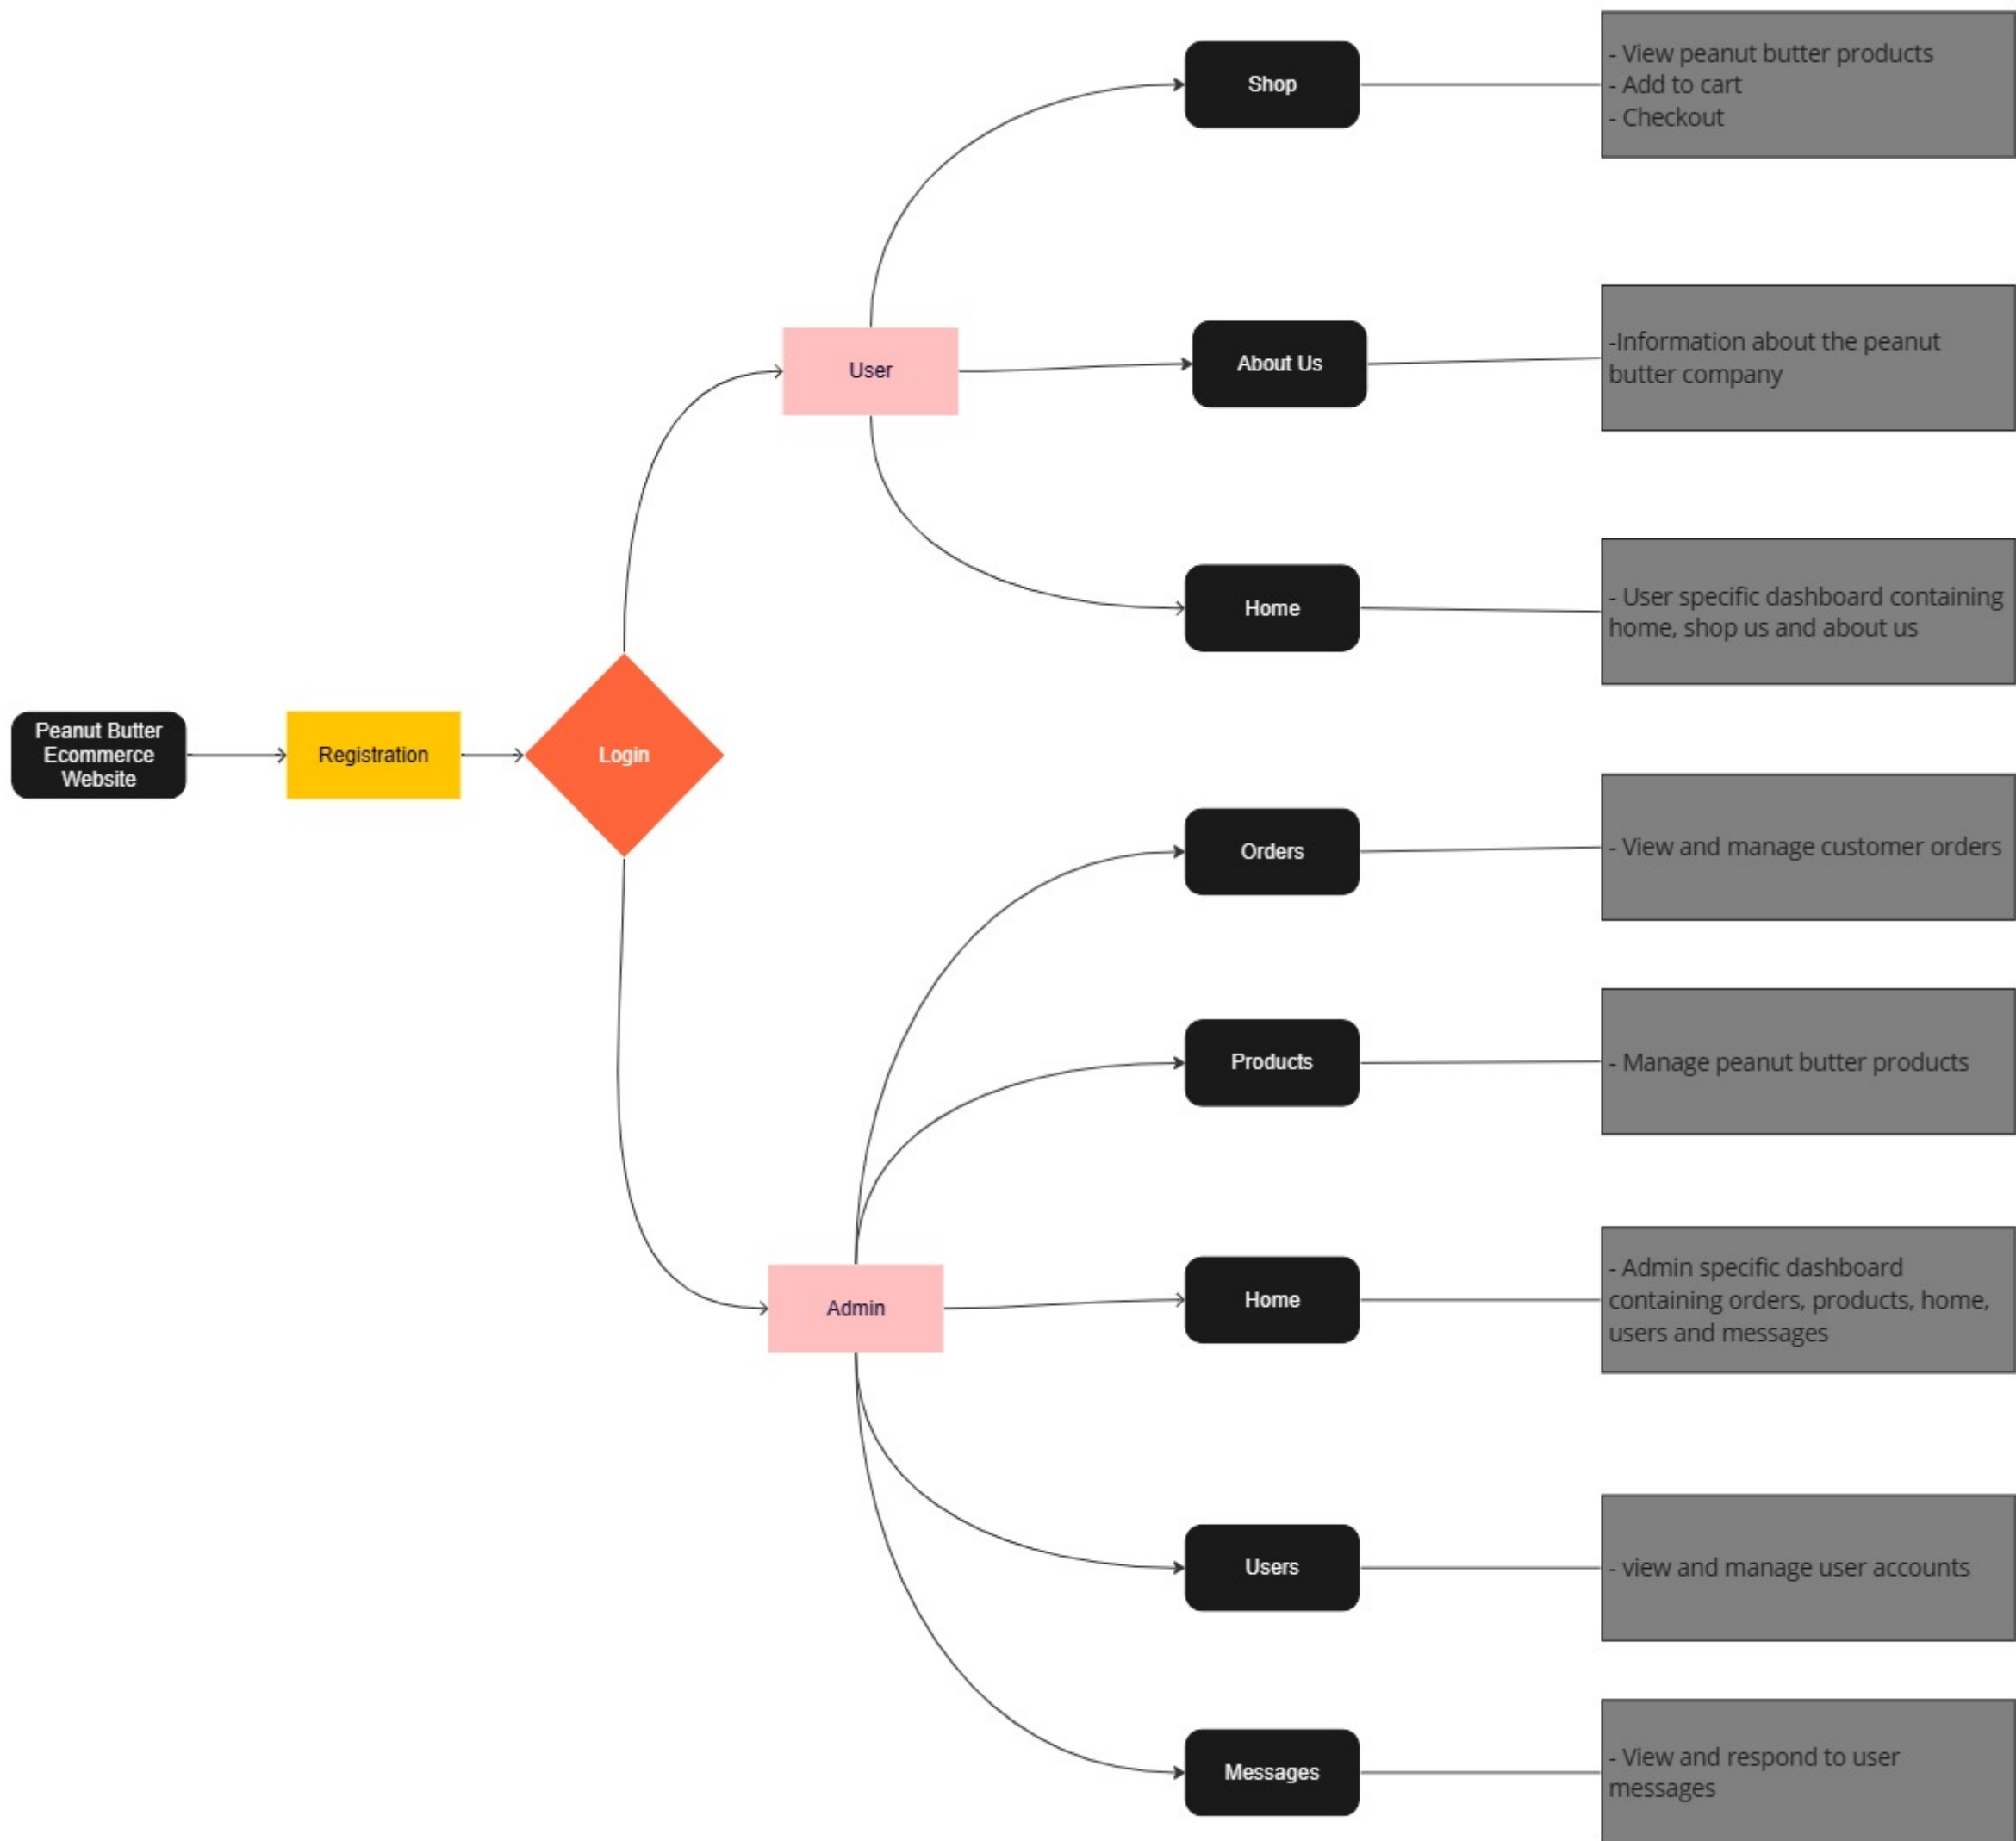 Peanut Butter
Ecommerce
Website
Registration
Login
User
Shop
- View peanut butter products
- Add to cart
- Checkout
About Us
-Information about the peanut
butter company
Home
- User specific dashboard containing
home, shop us and about us
Admin
Orders
- View and manage customer orders
Products
- Manage peanut butter products
Home
- Admin specific dashboard
containing orders, products, home,
users and messages
Users
- view and manage user accounts
Messages
- View and respond to user
messages